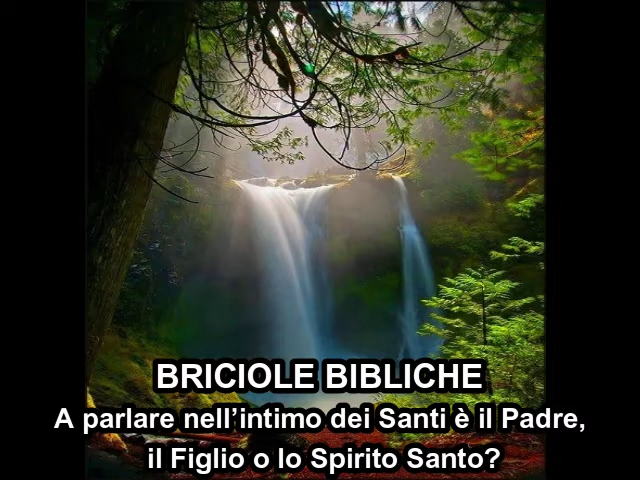 BRICIOLE BIBLICHE
A parlare nell’intimo dei Santi è il Padre,
il Figlio o lo Spirito Santo?